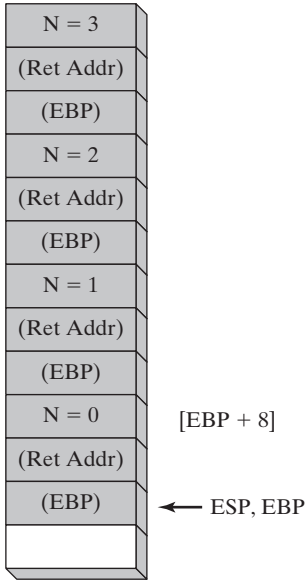 N = 3
(Ret Addr)
(EBP)
N = 2
(Ret Addr)
(EBP)
N = 1
(Ret Addr)
(EBP)
N = 0
[EBP + 8]
(Ret Addr)
(EBP)
ESP, EBP